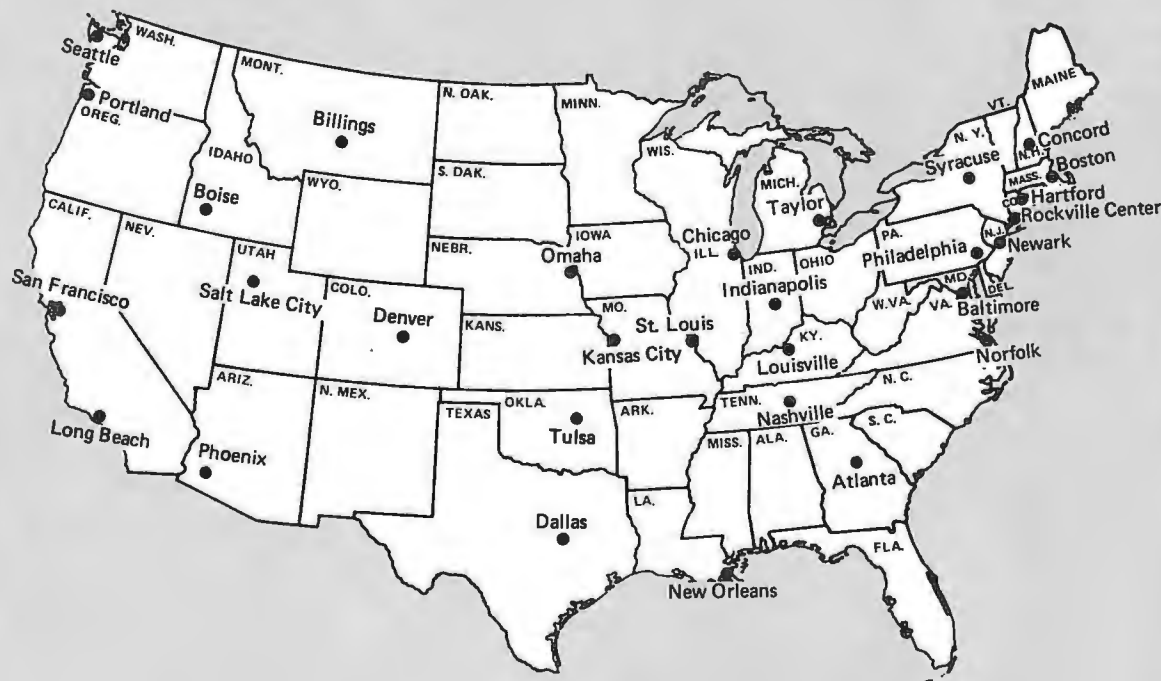 WASH.
Seattle
MONT.
N. OAK.
MINN.
MAINE
VT.
Portland
OREG.
Billings
WIS.
N. Y.
Concord
N.H.
IDAHO
Syracuse
Boston
MASS.
WYO.
S. DAK.
MICH.
Boise
Taylor
CO
Hartford
Rockville Center
CALIF.
NEV.
UTAH
NEBR.
IOWA
Chicago
ILL.
PA.
N.J.
Newark
Omaha
IND.
OHIO
Philadelphia
San Francisco
Salt Lake City
COLO.
Indianapolis
MD.
DEL.
Denver
KANS.
MO.
St. Louis
W.VA.
VA.
Baltimore
Kansas City
KY.
Louisville
Norfolk
ARIZ.
N. MEX.
OKLA.
TEXAS
ARK.
TENN.
N. C.
Long Beach
Tulsa
Nashville
S. C.
Phoenix
MISS.
ALA.
GA.
Atlanta
LA.
Dallas
FLA.
New Orleans